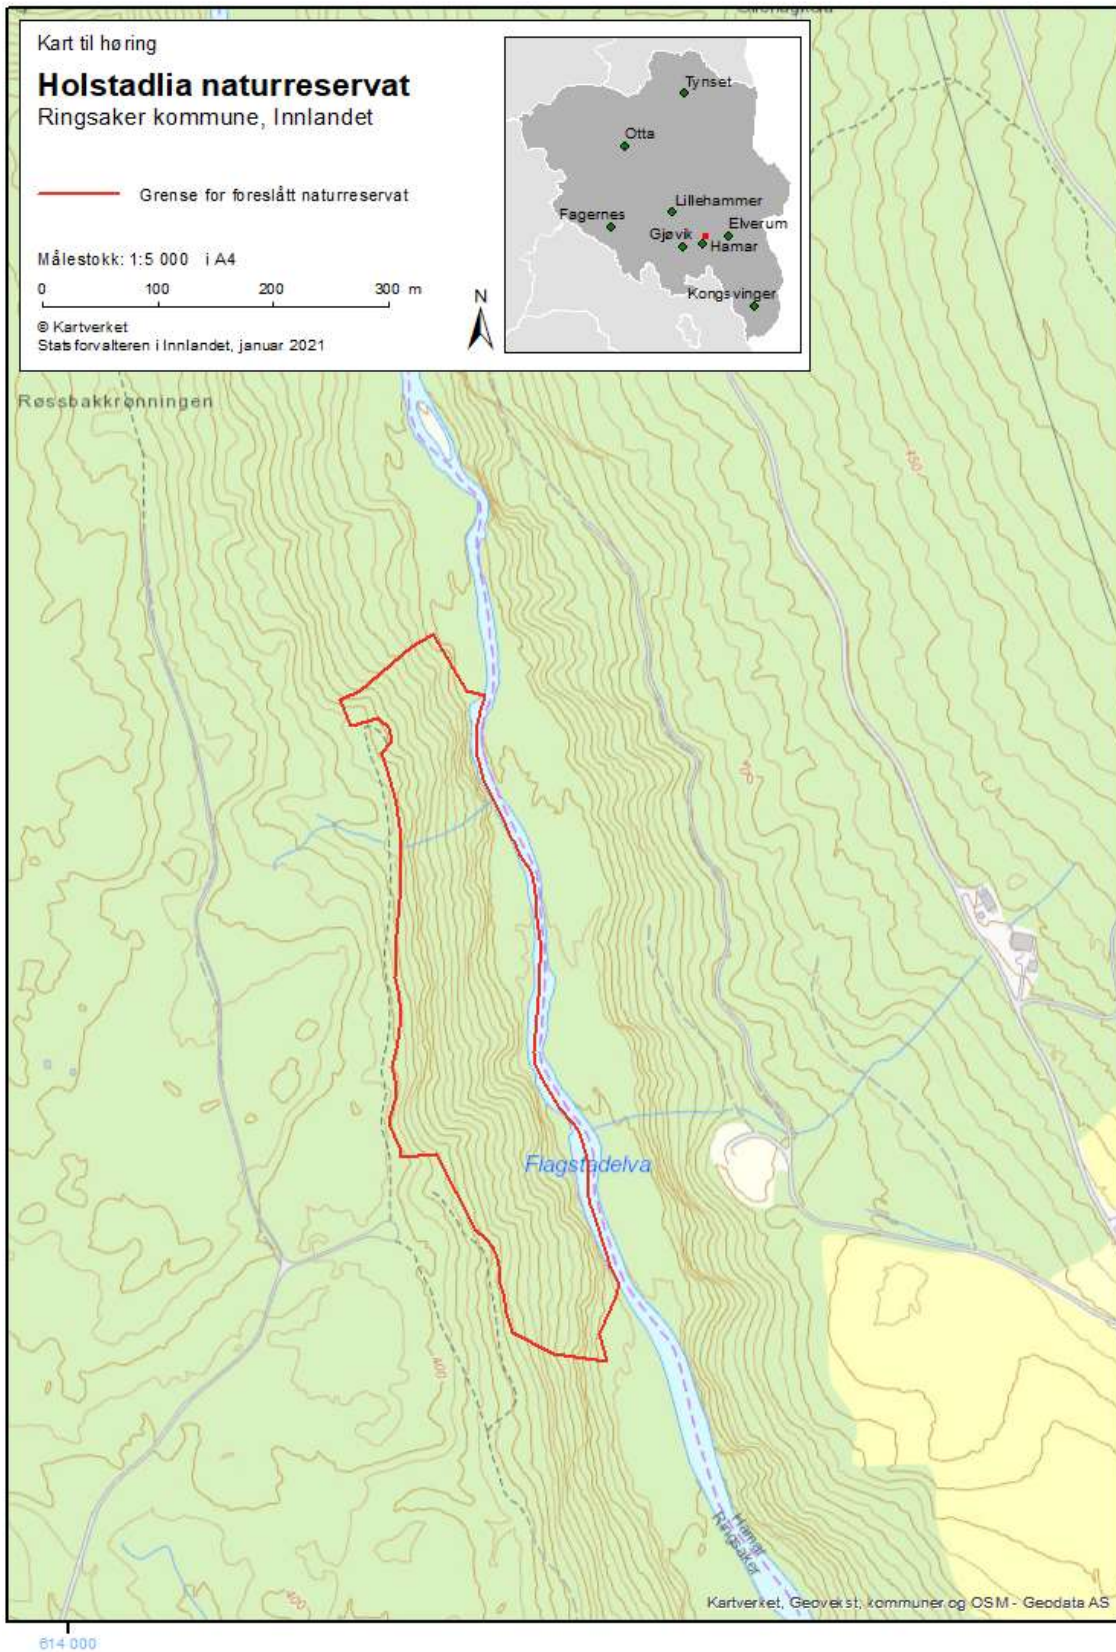 Kart til høring
Holstadlia naturreservat
Ringsaker kommune, Innlandet
Grense for foreslått naturreservat
Målestokk: 1:5 000 i A4
0 100 200 300 m
© Kartverket
Statsforvalteren i Innlandet, januar 2021
N
Tynset
Otta
Lillehammer
Fagernes
Elverum
Gjøvik
Hamar
Kongsvinger
Røssbakkrønningen
450
400
Flagstadelva
400
Hamar
Ringsaker
400
Kartverket, Geovekst, kommuner og OSM - Geodata AS
614 000